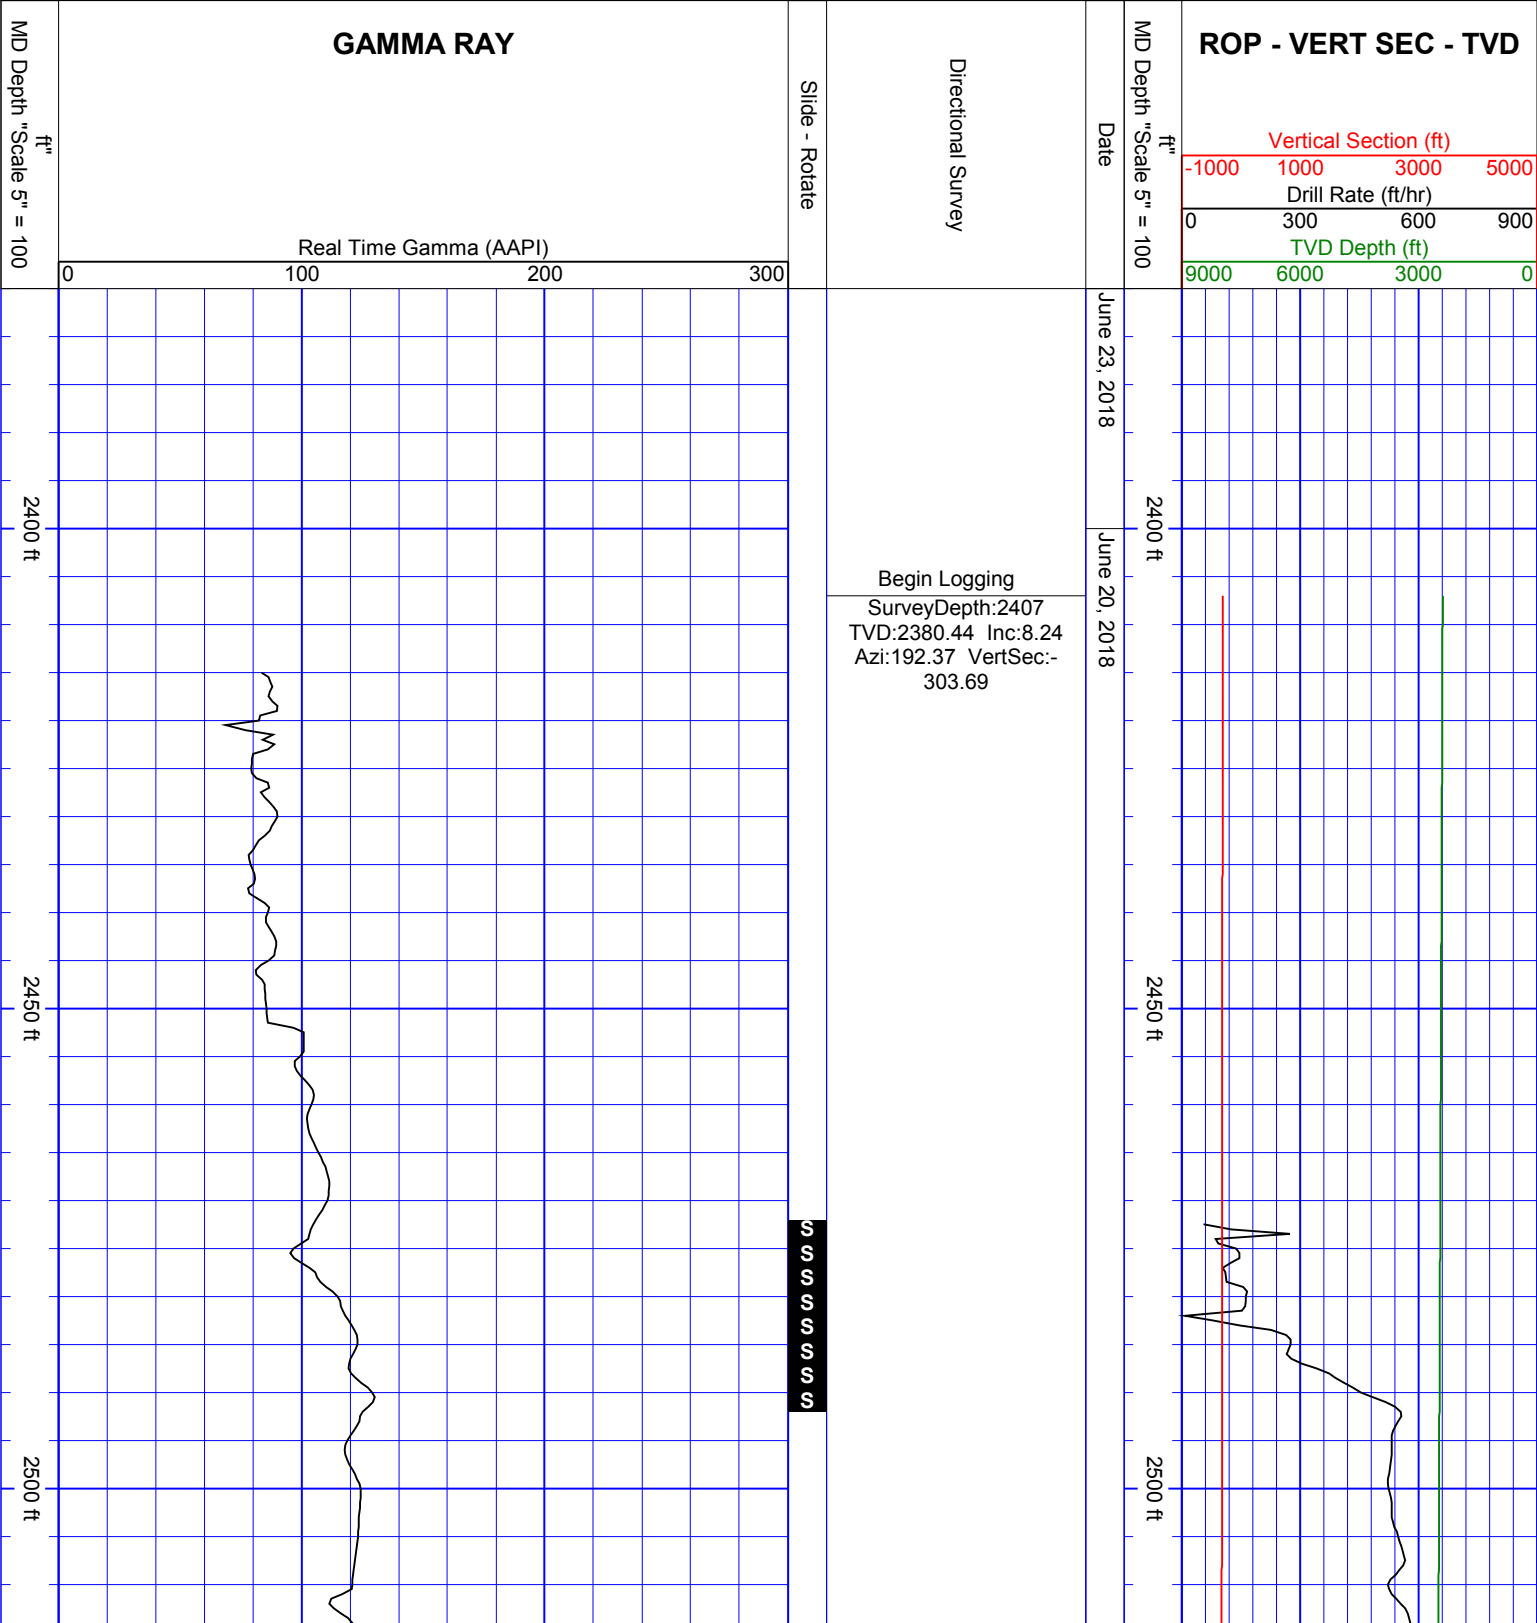 MD Depth "Scale 5" = 100
ft"
GAMMA RAY
Real Time Gamma (AAPI)
0 100 200 300
Slide - Rotate
Directional Survey
Date
MD Depth "Scale 5" = 100
ft"
ROP - VERT SEC - TVD
Vertical Section (ft)
-1000 1000 3000 5000
Drill Rate (ft/hr)
0 300 600 900
TVD Depth (ft)
9000 6000 3000 0
June 23, 2018
2400 ft
2400 ft
June 20, 2018
Begin Logging
SurveyDepth:2407
TVD:2380.44 Inc:8.24
Azi:192.37 VertSec:-
303.69
2450 ft
2450 ft
S
S
S
S
S
S
S
S
2500 ft
2500 ft